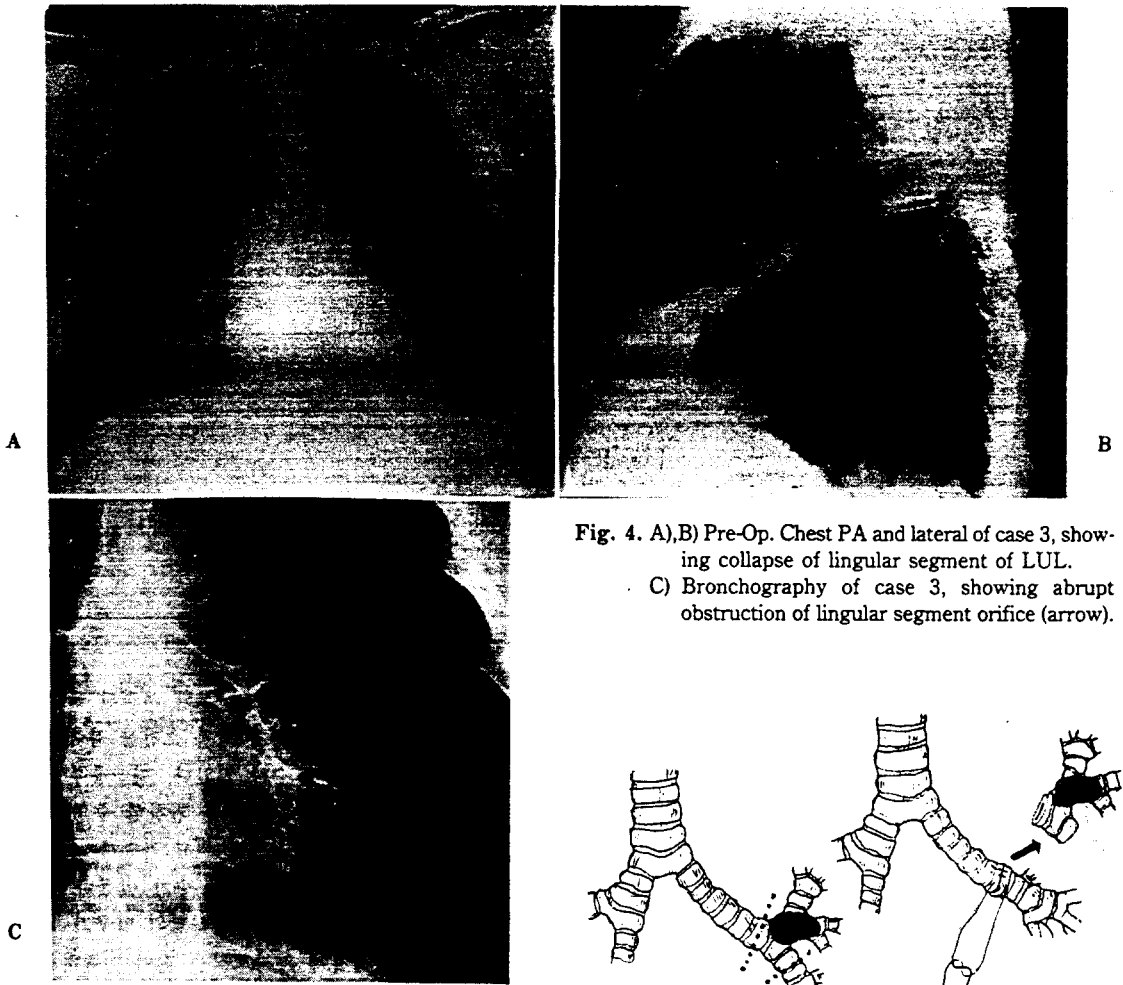 A
B
Fig. 4. A),B) Pre-Op. Chest PA and lateral of case 3, show-
ing collapse of lingular segment of LUL.
C) Bronchography of case 3, showing abrupt
obstruction of lingular segment orifice (arrow).
C